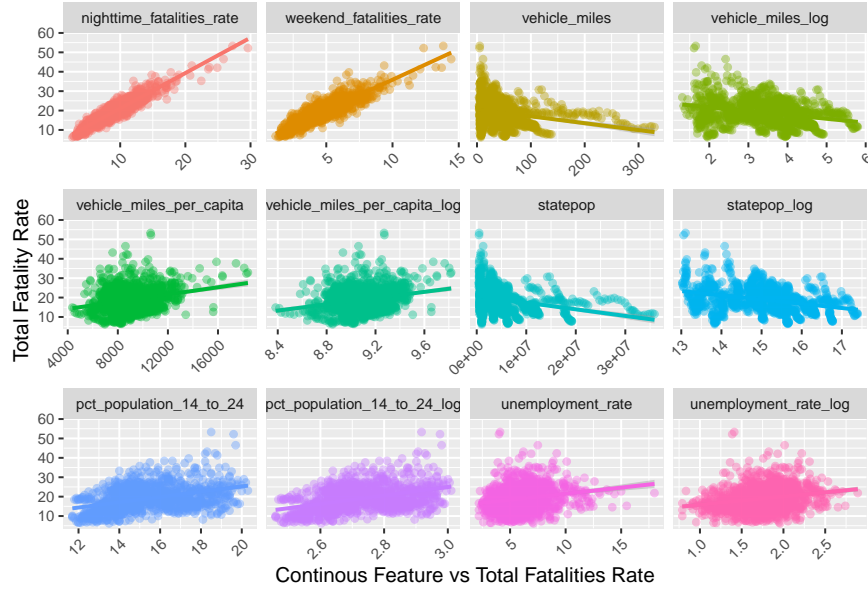 nighttime_fatalities_rate weekend_fatalities_rate vehicle_miles vehicle_miles_log
60
50
40
30
20
10
10 20 30 5 10 15 0 100 200 300 2 3 4 5 6
vehicle_miles_per_capita vehicle_miles_per_capita_log statepop statepop_log
60
50
40
30
20
10
4000 8000 12000 16000 8.4 8.8 9.2 9.6 0e+00 1e+07 2e+07 3e+07 13 14 15 16 17
pct_population_14_to_24 pct_population_14_to_24_log unemployment_rate unemployment_rate_log
60
50
40
30
20
10
12 14 16 18 20 2.6 2.8 3.0 5 10 15 1.0 1.5 2.0 2.5
Total Fatality Rate
Continous Feature vs Total Fatalities Rate